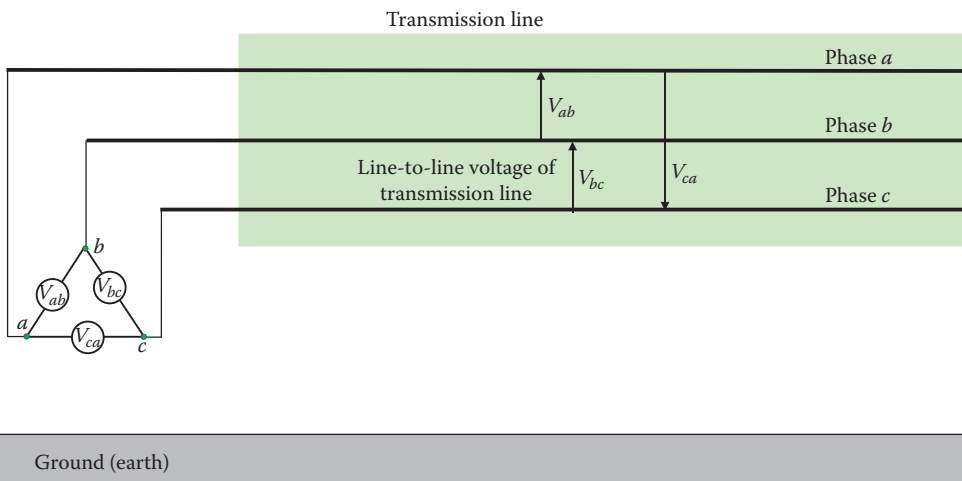 Transmission line
Phase a
V_ab
Phase b
Line-to-line voltage of
transmission line
V_bc
V_ca
Phase c
b
V_ab
V_bc
a
V_ca
c
Ground (earth)